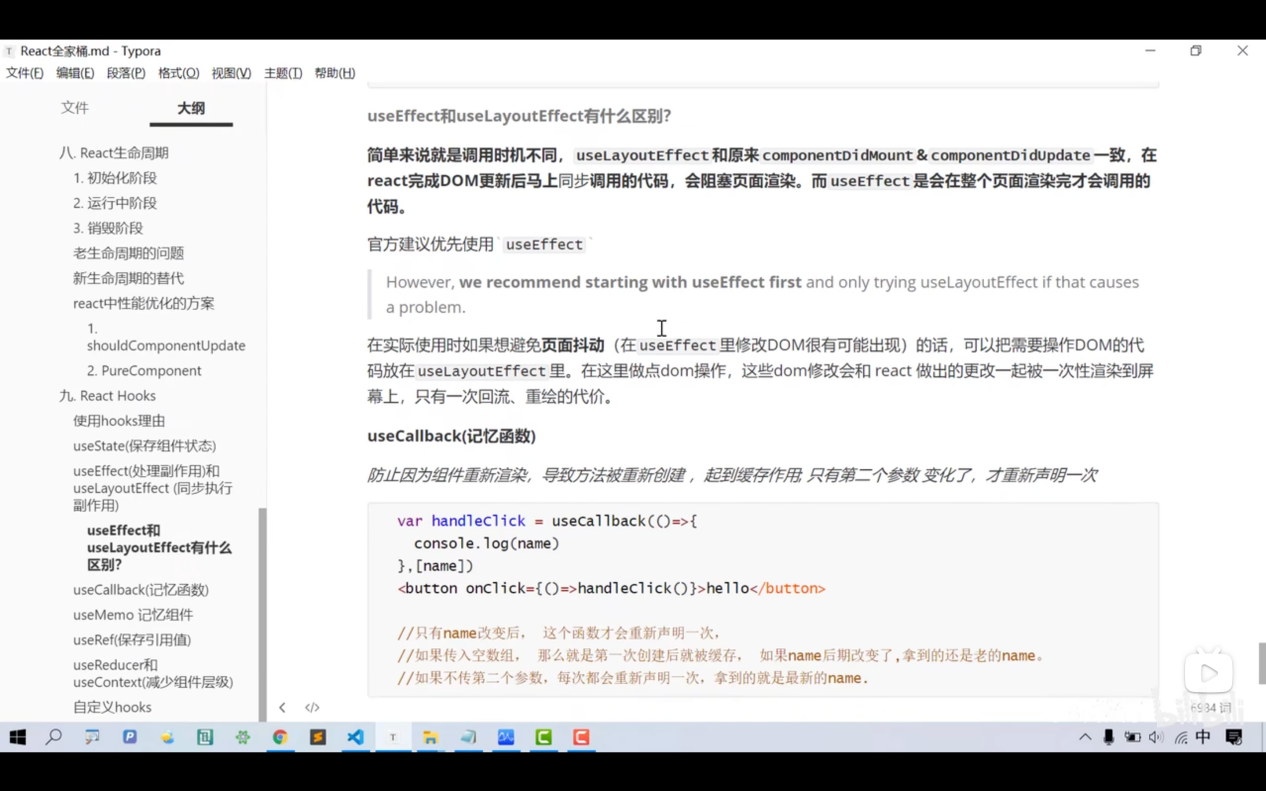 React全家桶.md - Typora
文件(F) 编辑(E) 段落(P) 格式(O) 视图(V) 主题(T) 帮助(H)
文件 大纲
八. React生命周期
1. 初始化阶段
2. 运行中阶段
3. 销毁阶段
老生命周期的问题
新生命周期的替代
react中性能优化的方案
1.
shouldComponentUpdate
2. PureComponent
九. React Hooks
使用hooks理由
useState(保存组件状态)
useEffect(处理副作用)和
useLayoutEffect (同步执行
副作用)
useEffect和
useLayoutEffect有什么
区别?
useCallback(记忆函数)
useMemo 记忆组件
useRef(保存引用值)
useReducer和
useContext(减少组件层级)
自定义hooks
useEffect和useLayoutEffect有什么区别?
简单来说就是调用时机不同，useLayoutEffect和原来componentDidMount&componentDidUpdate一致，在
react完成DOM更新后马上同步调用的代码，会阻塞页面渲染。而useEffect是会在整个页面渲染完才会调用的
代码。
官方建议优先使用`useEffect`
However, we recommend starting with useEffect first and only trying useLayoutEffect if that causes
a problem.
在实际使用时如果想避免页面抖动（在useEffect里修改DOM很有可能出现）的话，可以把需要操作DOM的代
码放在useLayoutEffect里。在这里做点dom操作，这些dom修改会和 react 做出的更改一起被一次性渲染到屏
幕上，只有一次回流、重绘的代价。
useCallback(记忆函数)
防止因为组件重新渲染，导致方法被重新创建 ，起到缓存作用; 只有第二个参数 变化了，才重新声明一次
var handleClick = useCallback(()=>{
console.log(name)
},[name])
<button onClick={()=>handleClick()}>hello</button>
//只有name改变后， 这个函数才会重新声明一次，
//如果传入空数组， 那么就是第一次创建后就被缓存， 如果name后期改变了,拿到的还是老的name。
//如果不传第二个参数，每次都会重新声明一次，拿到的就是最新的name.
6984 词
bilibili
中